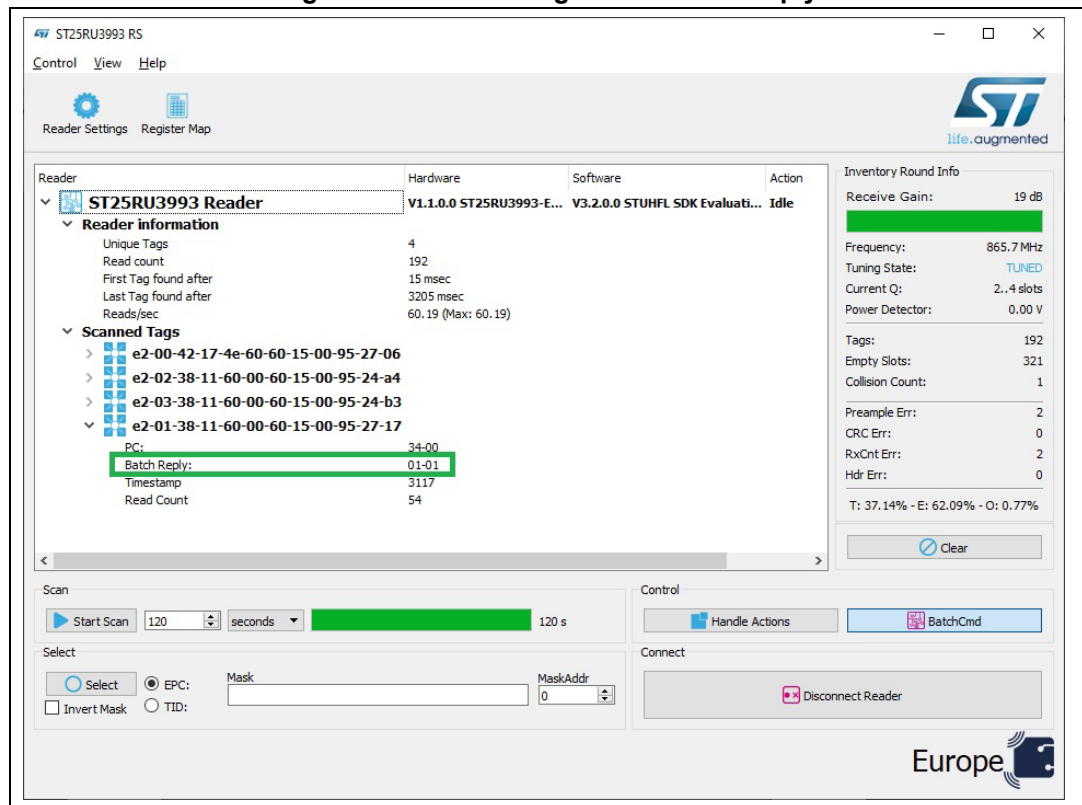 ST25RU3993 RS
Control View Help
Reader Settings Register Map
ST
life.augmented
Reader Hardware Software Action
ST25RU3993 Reader V1.1.0.0 ST25RU3993-E... V3.2.0.0 STUHFL SDK Evaluati... Idle
Reader information
Unique Tags 4
Read count 192
First Tag found after 15 msec
Last Tag found after 3205 msec
Reads/sec 60.19 (Max: 60.19)
Scanned Tags
e2-00-42-17-4e-60-60-15-00-95-27-06
e2-02-38-11-60-00-60-15-00-95-24-a4
e2-03-38-11-60-00-60-15-00-95-24-b3
e2-01-38-11-60-00-60-15-00-95-27-17
PC: 34-00
Batch Reply: 01-01
Timestamp 3117
Read Count 54
Inventory Round Info
Receive Gain: 19 dB
Frequency: 865.7 MHz
Tuning State: TUNED
Current Q: 2..4 slots
Power Detector: 0.00 V
Tags: 192
Empty Slots: 321
Collision Count: 1
Preample Err: 2
CRC Err: 0
RxCnt Err: 2
Hdr Err: 0
T: 37.14% - E: 62.09% - O: 0.77%
Clear
Scan
Start Scan 120 seconds 120 s
Control
Handle Actions BatchCmd
Select
Select EPC: Mask MaskAddr
0
Invert Mask TID:
Connect
Disconnect Reader
Europe